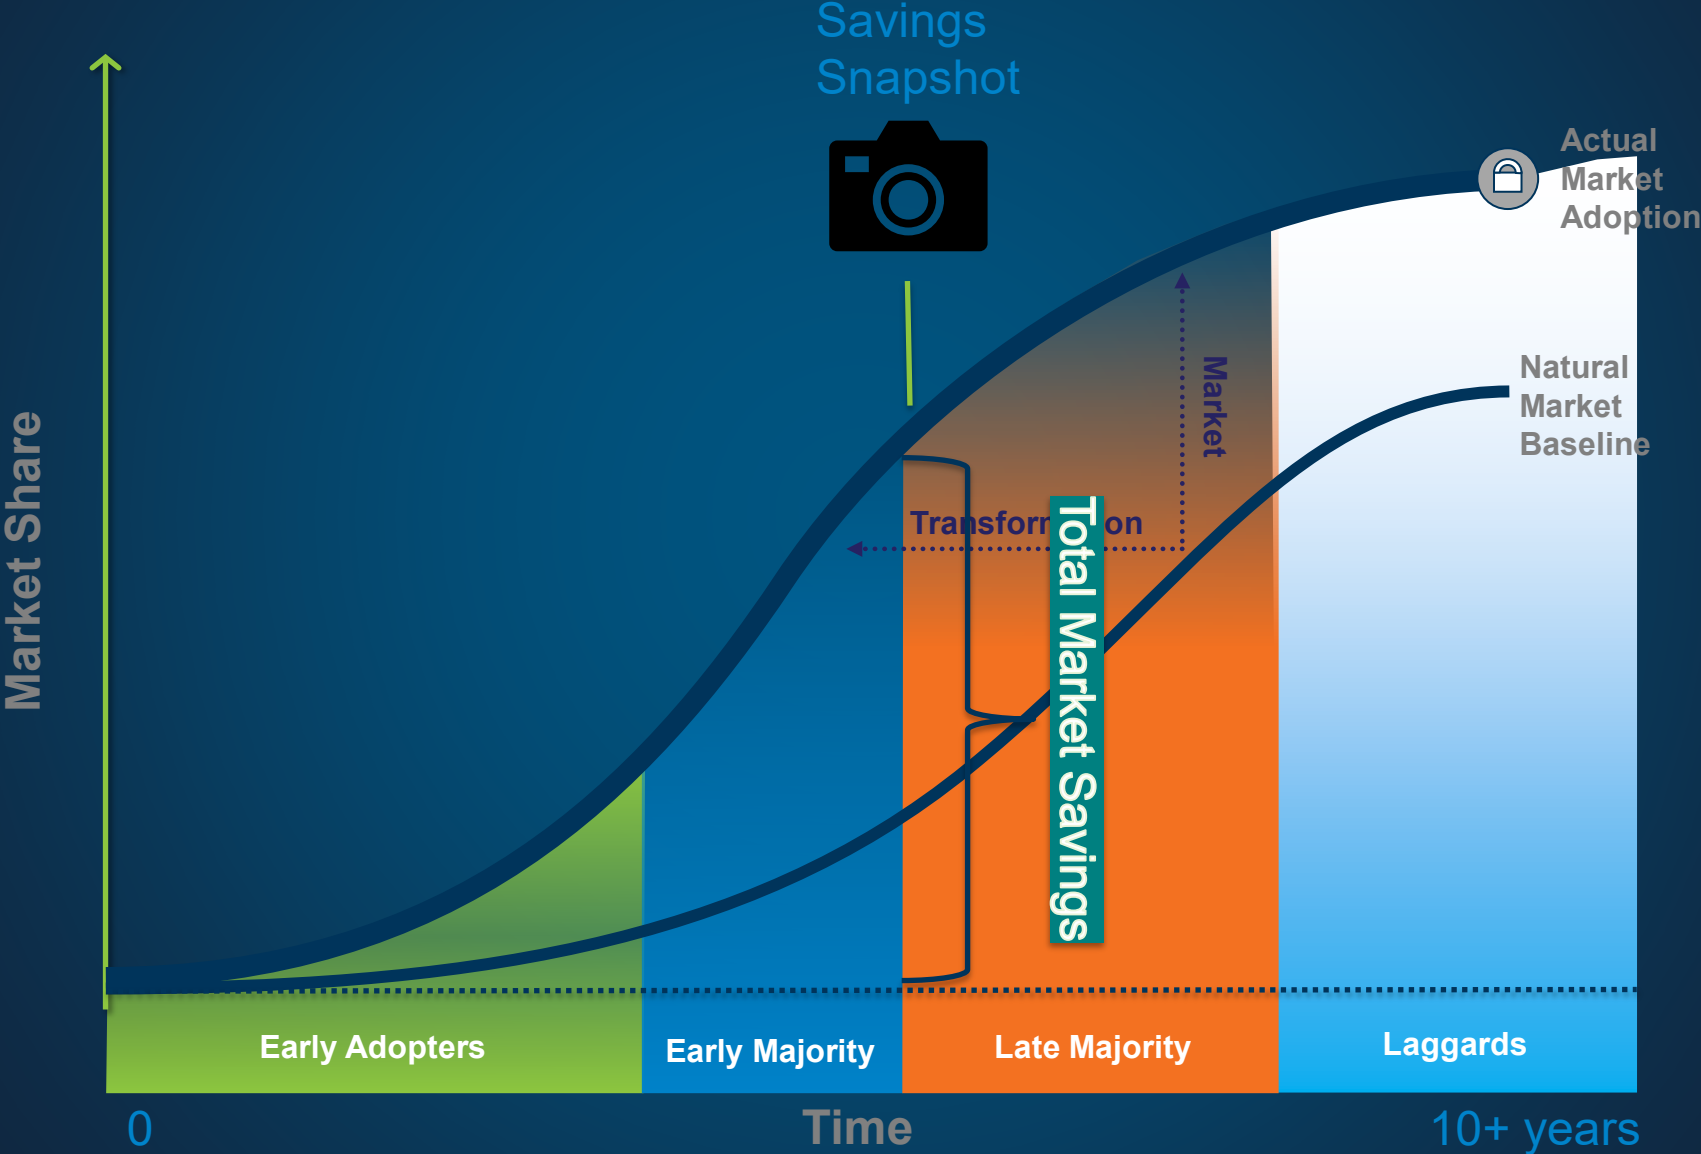 Savings
Snapshot
Actual
Market
Adoption
Natural
Market
Baseline
Market
Total Market Savings
Market Share
Early Adopters
Early Majority
Late Majority
Laggards
0
Time
10+ years